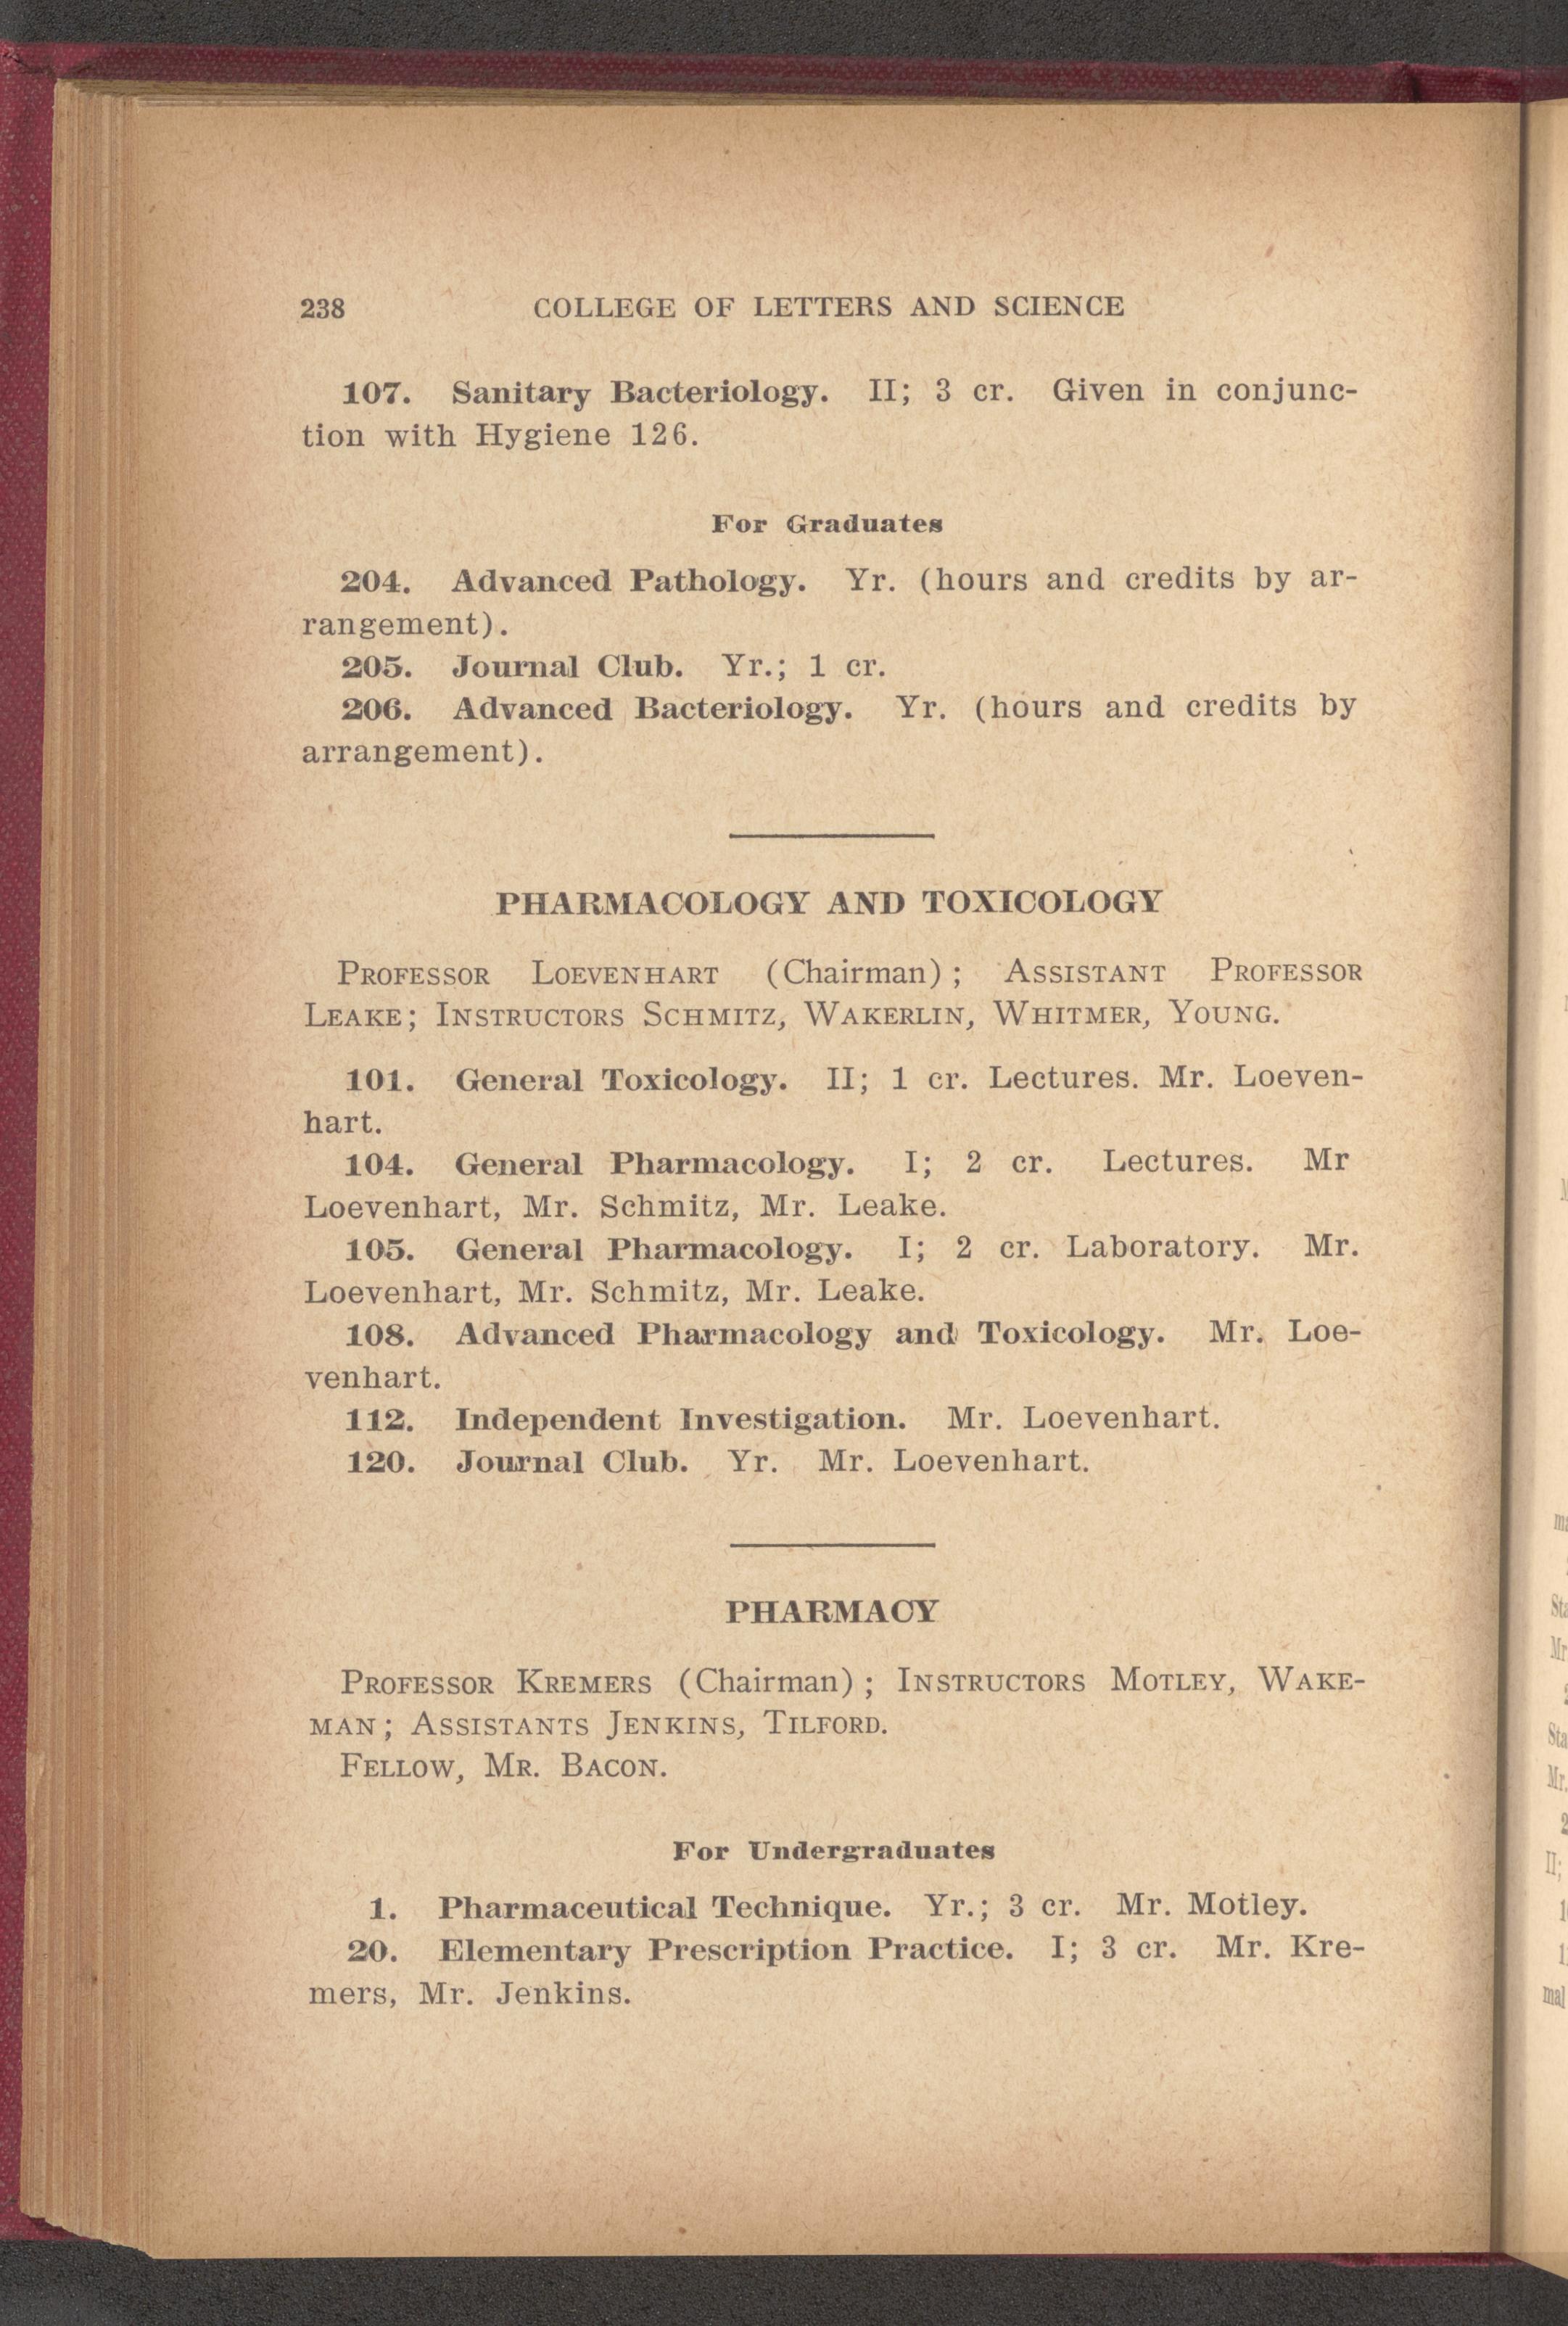 238 COLLEGE OF LETTERS AND SCIENCE
107. Sanitary Bacteriology. II; 3 cr. Given in conjunc-
tion with Hygiene 126.
For Graduates
204. Advanced Pathology. Yr. (hours and credits by ar-
rangement).
205. Journal Club. Yr.; 1 cr.
206. Advanced Bacteriology. Yr. (hours and credits by
arrangement).
PHARMACOLOGY AND TOXICOLOGY
PROFESSOR LOEVENHART (Chairman); ASSISTANT PROFESSOR
LEAKE; INSTRUCTORS SCHMITZ, WAKERLIN, WHITMER, YOUNG.
101. General Toxicology. II; 1 cr. Lectures. Mr. Loeven-
hart.
104. General Pharmacology. I; 2 cr. Lectures. Mr
Loevenhart, Mr. Schmitz, Mr. Leake.
105. General Pharmacology. I; 2 cr. Laboratory. Mr.
Loevenhart, Mr. Schmitz, Mr. Leake.
108. Advanced Pharmacology and Toxicology. Mr. Loe-
venhart.
112. Independent Investigation. Mr. Loevenhart.
120. Journal Club. Yr. Mr. Loevenhart.
PHARMACY
PROFESSOR KREMERS (Chairman); INSTRUCTORS MOTLEY, WAKE-
MAN; ASSISTANTS JENKINS, TILFORD.
FELLOW, MR. BACON.
For Undergraduates
1. Pharmaceutical Technique. Yr.; 3 cr. Mr. Motley.
20. Elementary Prescription Practice. I; 3 cr. Mr. Kre-
mers, Mr. Jenkins.